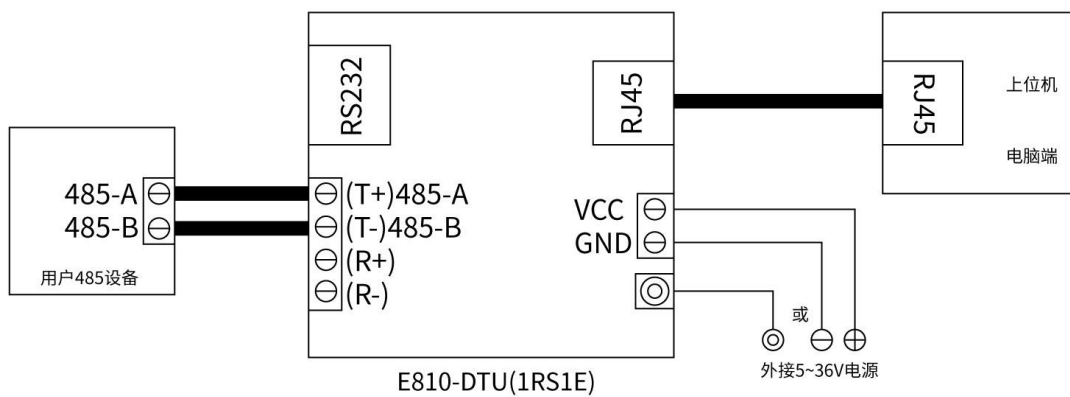 RS232
RJ45
RJ45
上位机
电脑端
485-A
485-B
用户485设备
(T+)485-A
(T-)485-B
(R+)
(R-)
VCC
GND
或
外接5~36V电源
E810-DTU(1RS1E)